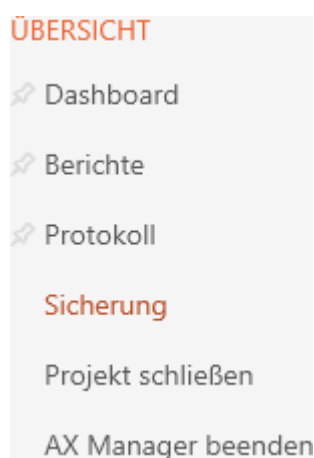 ÜBERSICHT
Dashboard
Berichte
Protokoll
Sicherung
Projekt schließen
AX Manager beenden